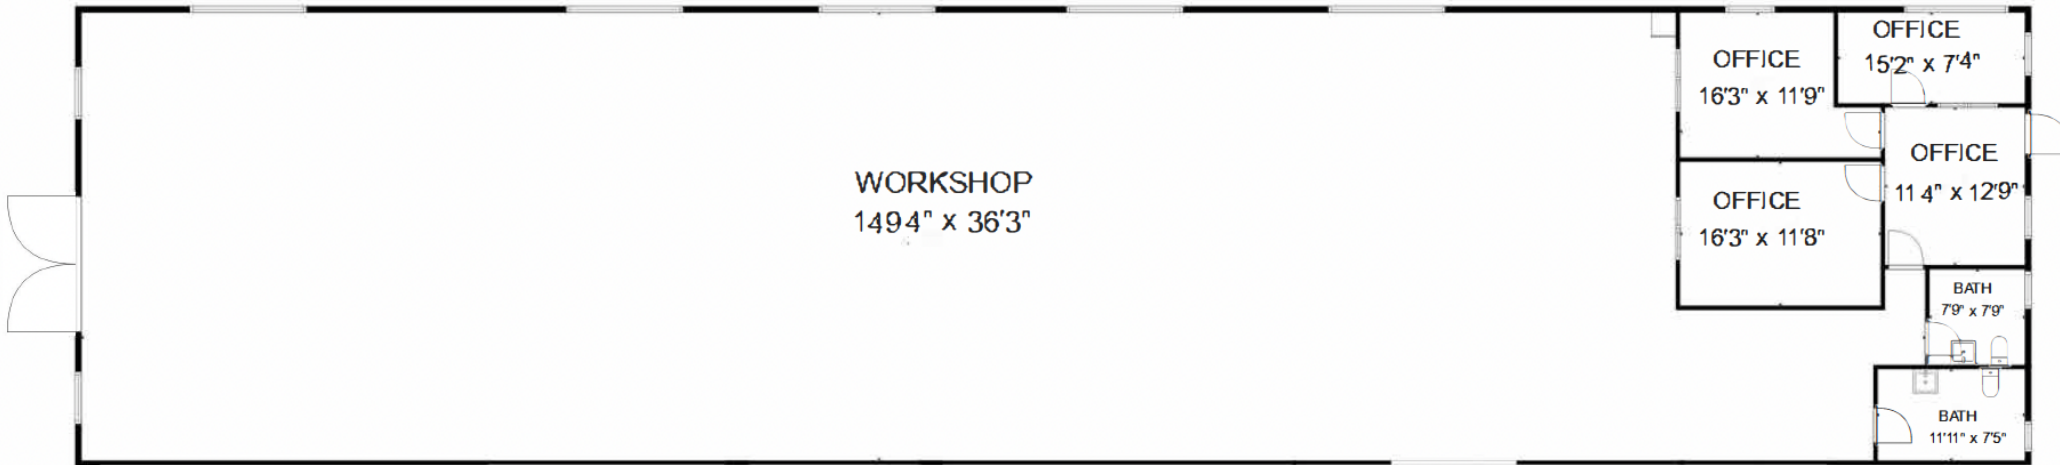 OFFICE
15'2" x 7'4"
OFFICE
16'3" x 11'9"
OFFICE
11 4" x 12'9"
WORKSHOP
149 4" x 36'3"
OFFICE
16'3" x 11'8"
BATH
7'9" x 7'9"
BATH
11'11" x 7'5"